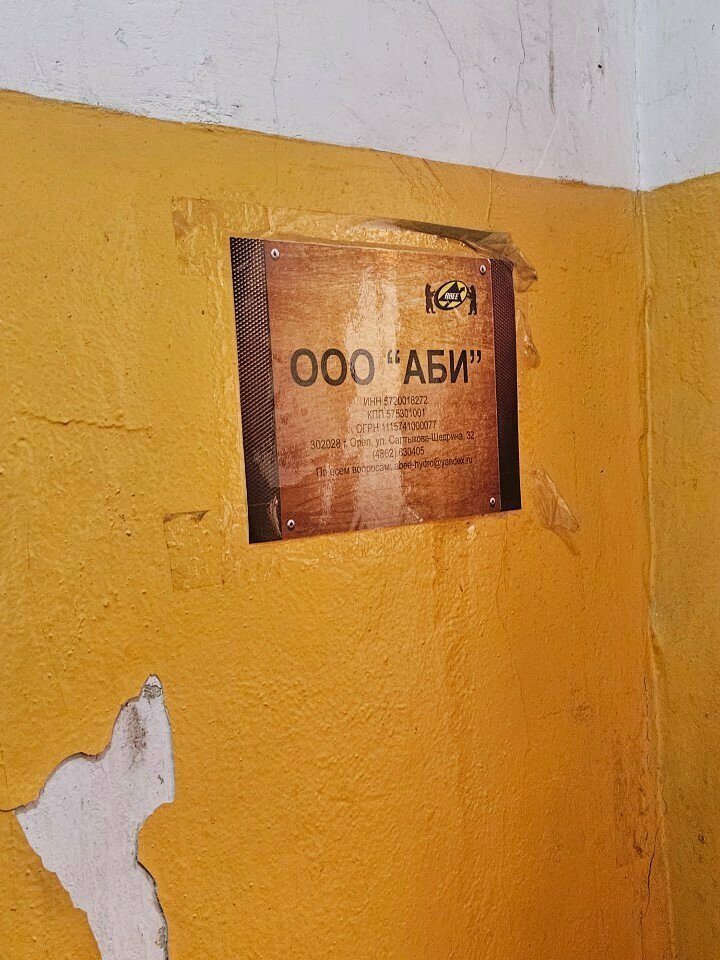 ABEE
ООО “АБИ”
ИНН 5720018272
КПП 575301001
ОГРН 1115741000077
302028 г. Орел, ул. Салтыкова-Щедрина, 32
(4862) 630405
По всем вопросам: abee-hydro@yandex.ru